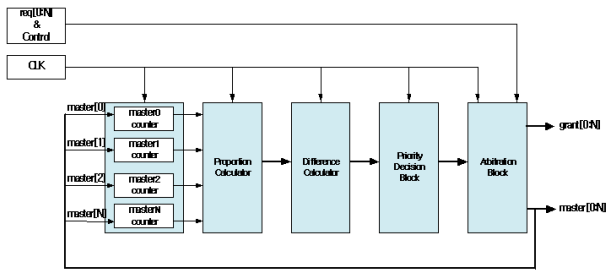 req[0:N]
&
Control
CLK
master[0]
master0
counter
master[1]
master1
counter
master[2]
master2
counter
master[N]
masterN
counter
Proportion
Calculator
Difference
Calculator
Priority
Decision
Block
Abitration
Block
grant[0:N]
master[0:N]